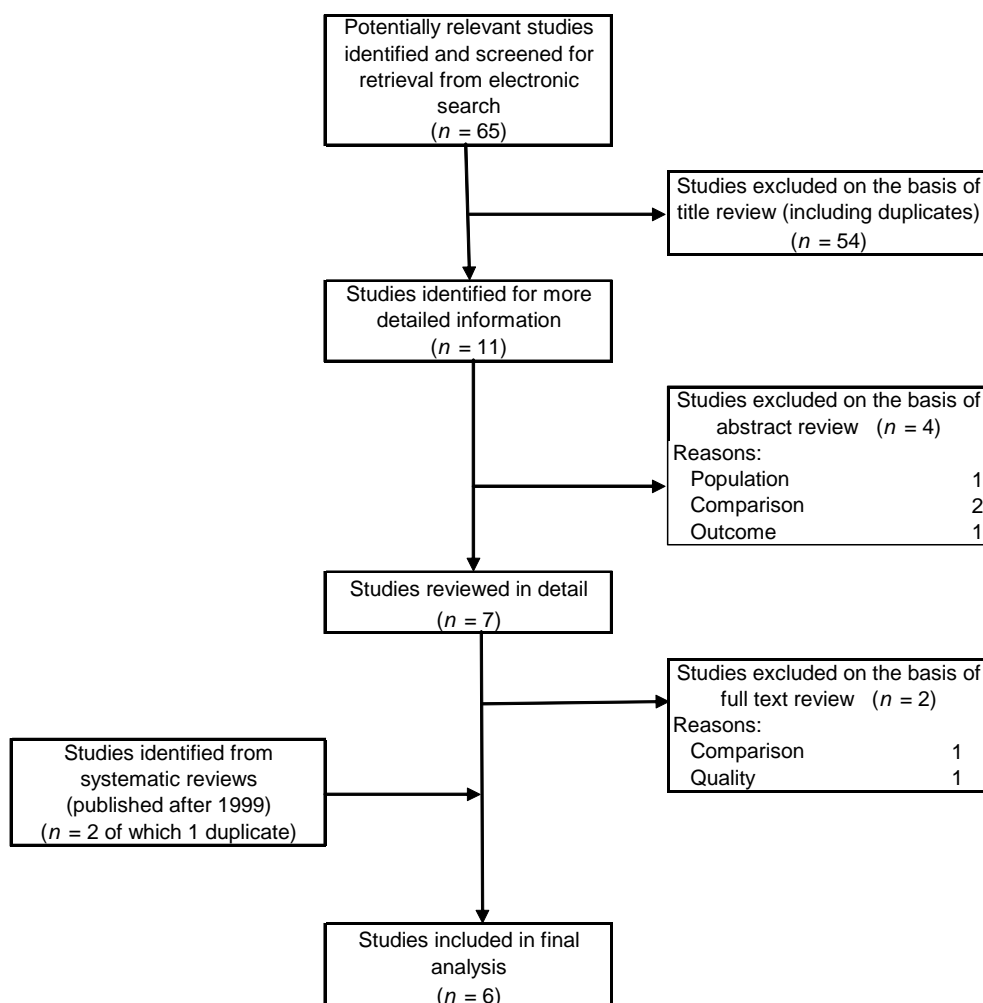 Potentially relevant studies
identified and screened for
retrieval from electronic
search
(n = 65)
Studies excluded on the basis of
title review (including duplicates)
(n = 54)
Studies identified for more
detailed information
(n = 11)
Studies excluded on the basis of
abstract review (n = 4)
Reasons:
Population 1
Comparison 2
Outcome 1
Studies reviewed in detail
(n = 7)
Studies excluded on the basis of
full text review (n = 2)
Reasons:
Comparison 1
Quality 1
Studies identified from
systematic reviews
(published after 1999)
(n = 2 of which 1 duplicate)
Studies included in final
analysis
(n = 6)